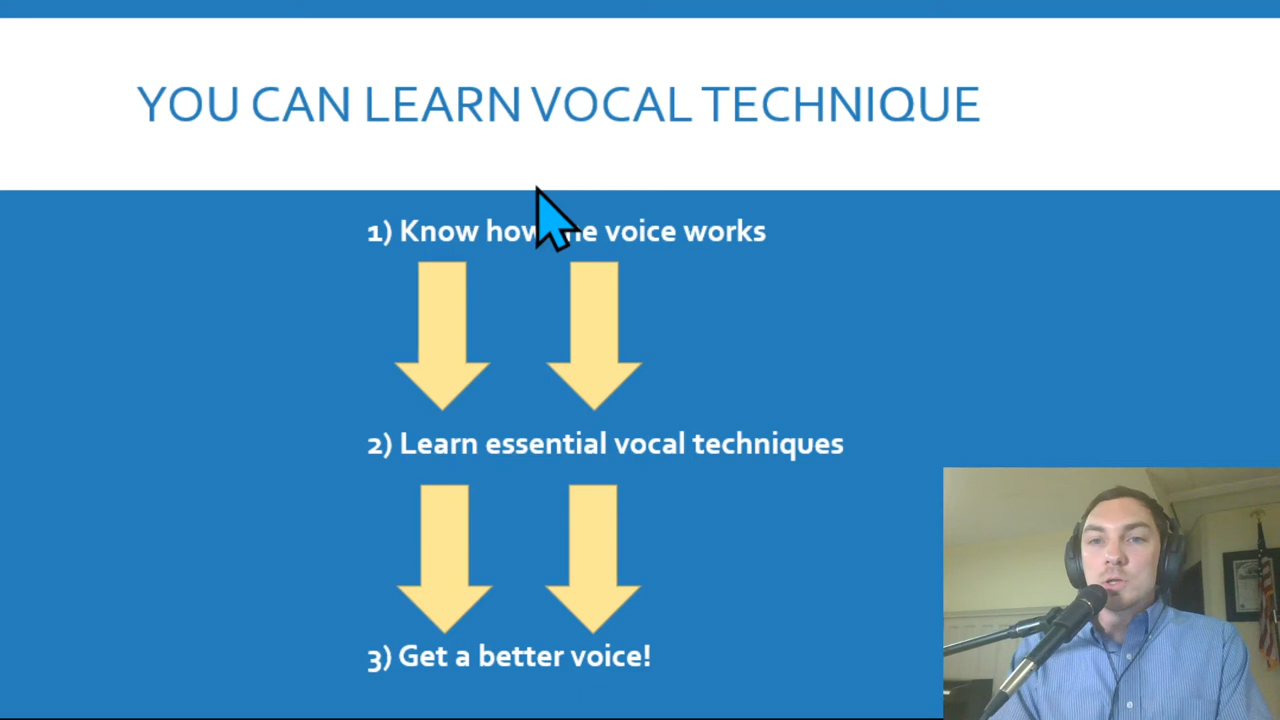 YOU CAN LEARN VOCAL TECHNIQUE
1) Know how the voice works
2) Learn essential vocal techniques
3) Get a better voice!